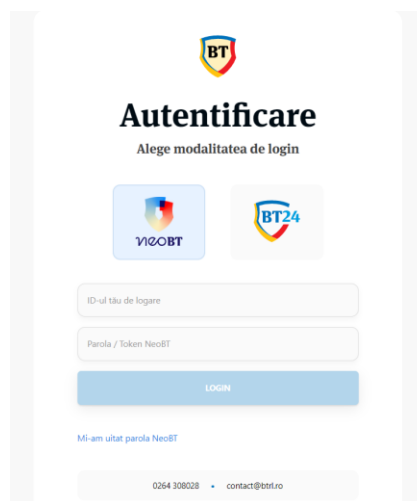 BT
Autentificare
Alege modalitatea de login
NEOBT
BT24
ID-ul tău de logare
Parola / Token NeoBT
LOGIN
Mi-am uitat parola NeoBT
0264 308028 • contact@btrl.ro